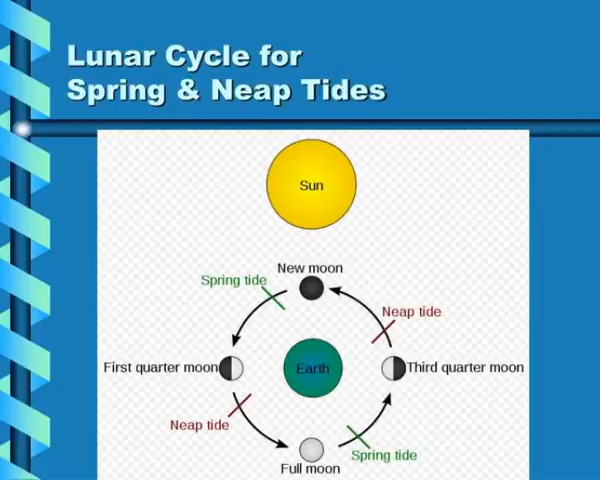 Lunar Cycle for
Spring & Neap Tides
Sun
New moon
Spring tide
Neap tide
First quarter moon
Earth
Third quarter moon
Neap tide
Spring tide
Full moon